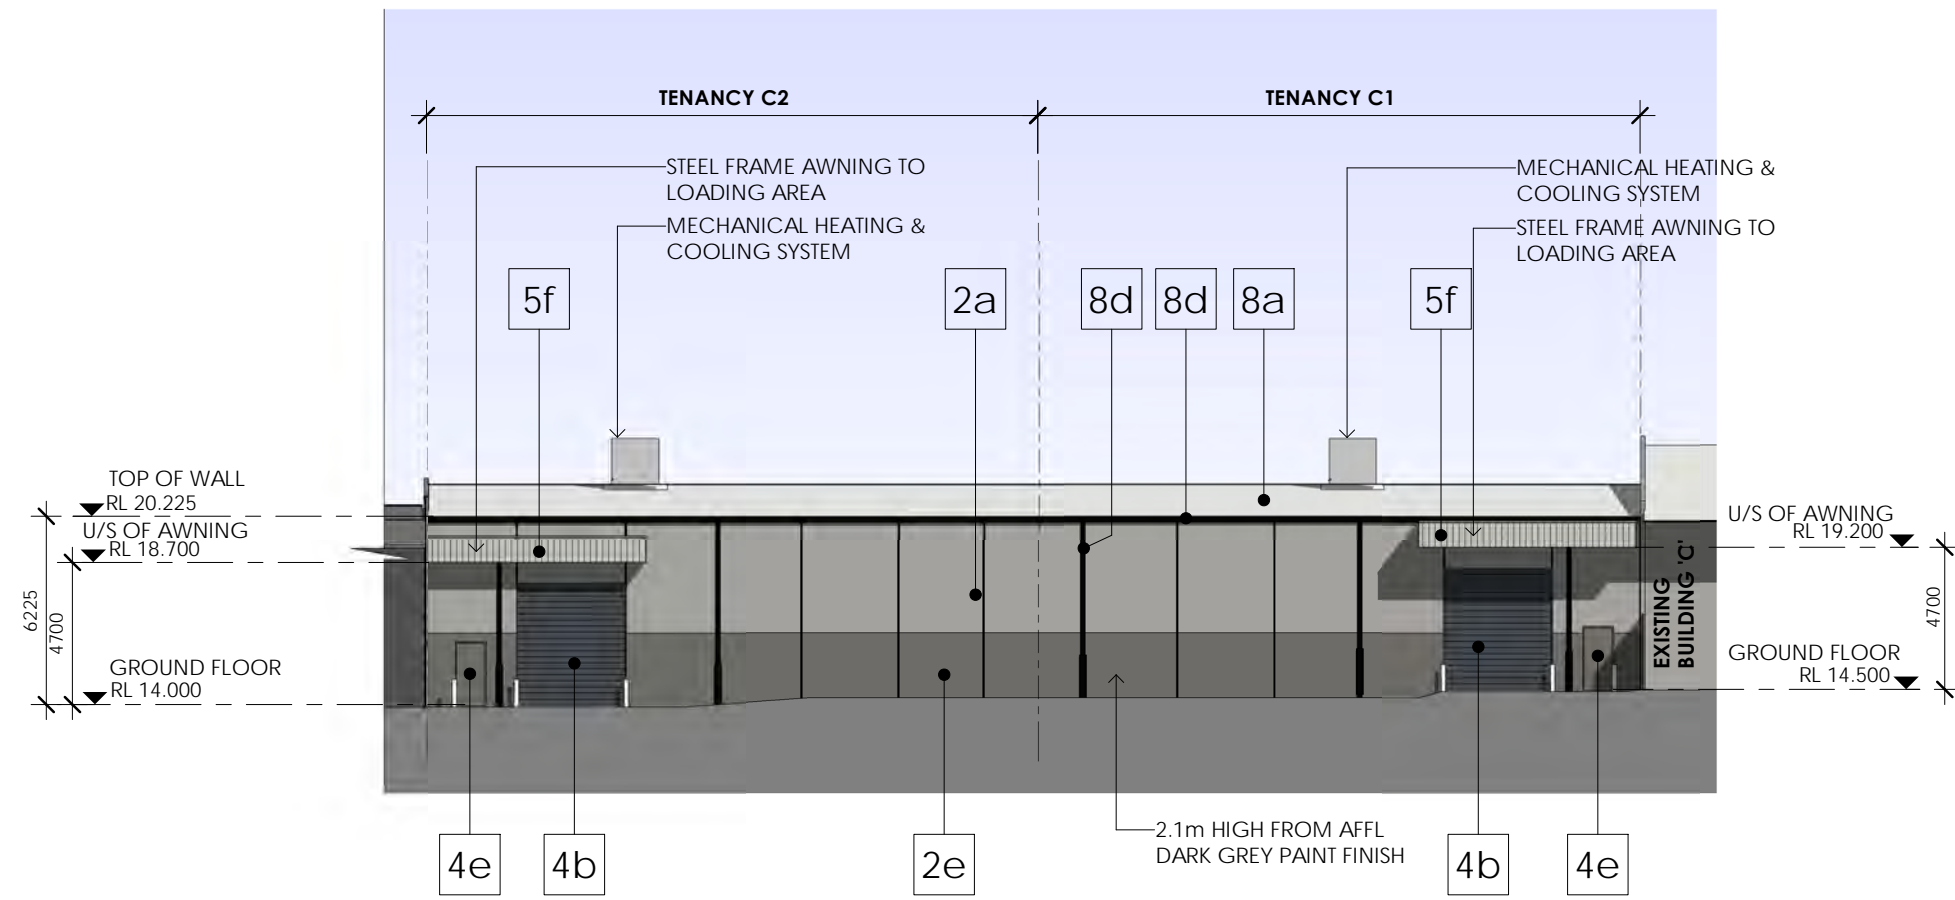 TENANCY C2
TENANCY C1
STEEL FRAME AWNING TO
LOADING AREA
MECHANICAL HEATING &
COOLING SYSTEM
MECHANICAL HEATING &
COOLING SYSTEM
STEEL FRAME AWNING TO
LOADING AREA
5f
2a
8d
8d
8a
5f
TOP OF WALL
RL 20.225
U/S OF AWNING
RL 18.700
6225
4700
GROUND FLOOR
RL 14.000
U/S OF AWNING
RL 19.200
4700
GROUND FLOOR
RL 14.500
EXISTING
BUILDING 'C'
2.1m HIGH FROM AFFL
DARK GREY PAINT FINISH
4e
4b
2e
4b
4e